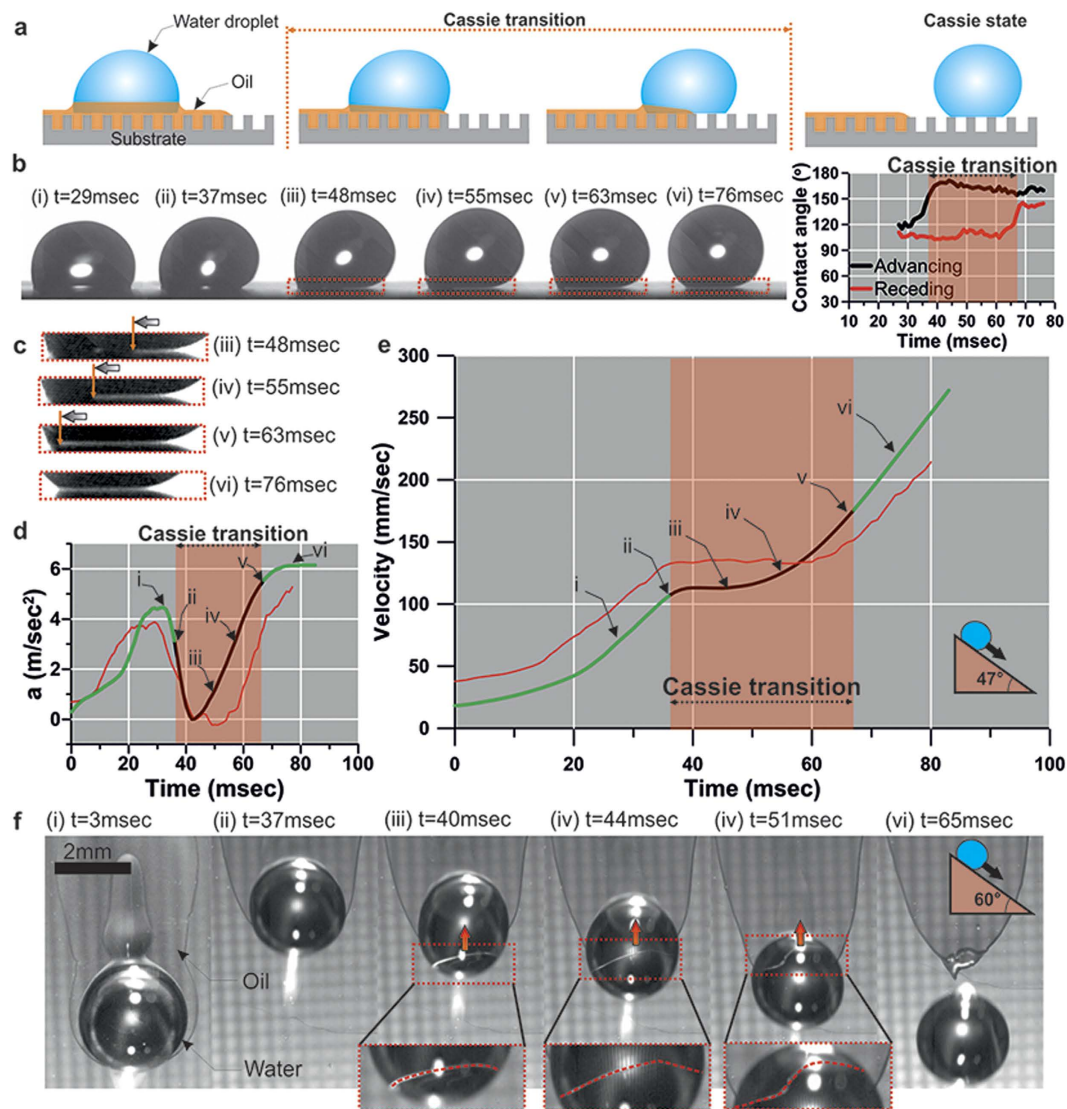 a
Water droplet
Oil
Substrate
Cassie transition
Cassie state
b
(i) t=29msec
(ii) t=37msec
(iii) t=48msec
(iv) t=55msec
(v) t=63msec
(vi) t=76msec
Cassie transition
Contact angle (°)
180
150
120
90
60
30
Advancing
Receding
10 20 30 40 50 60 70 80 90 100
Time (msec)
c
(iii) t=48msec
(iv) t=55msec
(v) t=63msec
(vi) t=76msec
d
Cassie transition
a (m/sec²)
6
4
2
0
i
ii
iii
iv
v
vi
0 20 40 60 80 100
Time (msec)
e
Velocity (mm/sec)
300
250
200
150
100
50
0
i
ii
iii
iv
v
vi
Cassie transition
47°
0 20 40 60 80 100
Time (msec)
f
(i) t=3msec
(ii) t=37msec
(iii) t=40msec
(iv) t=44msec
(iv) t=51msec
(vi) t=65msec
2mm
Oil
Water
60°